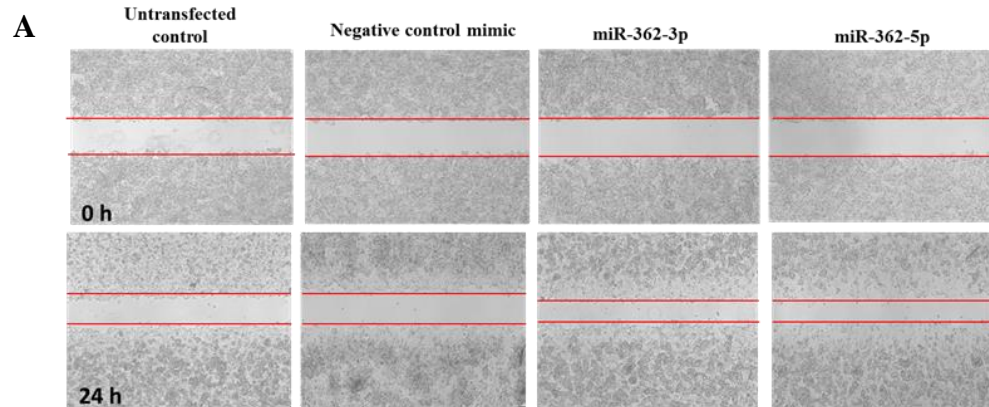 A
Untransfected
control
Negative control mimic
miR-362-3p
miR-362-5p
0 h
24 h